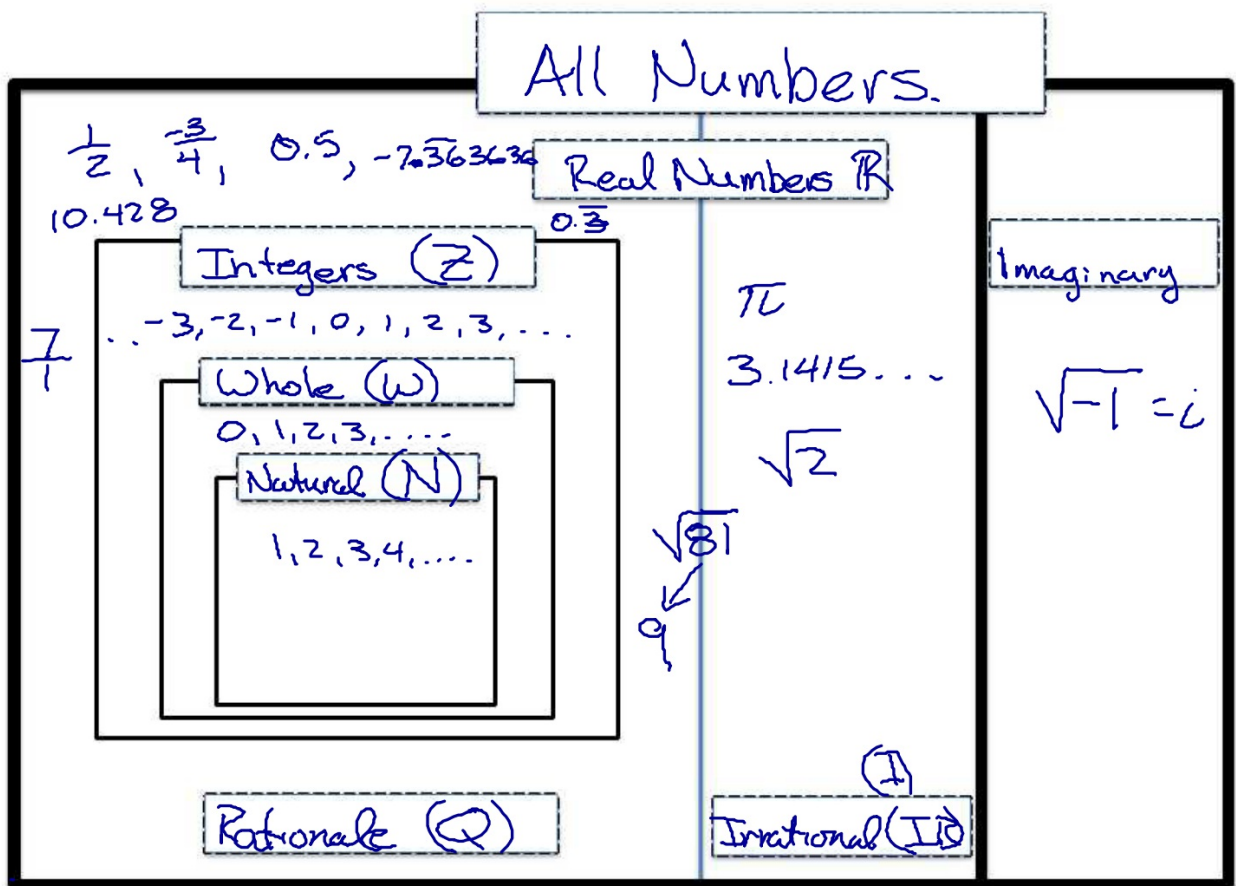 All Numbers.
1/2, -3/4, 0.5, -7.3̅63636
Real Numbers ℝ
10.428
0.3̅
Integers (Z)
Imaginary
π
7/1
...-3,-2,-1,0,1,2,3,...
3.1415...
Whole (W)
√-1 = i
0,1,2,3,....
√2
Natural (N)
√81
1,2,3,4,....
9
(I)
Rationals (Q)
Irrational